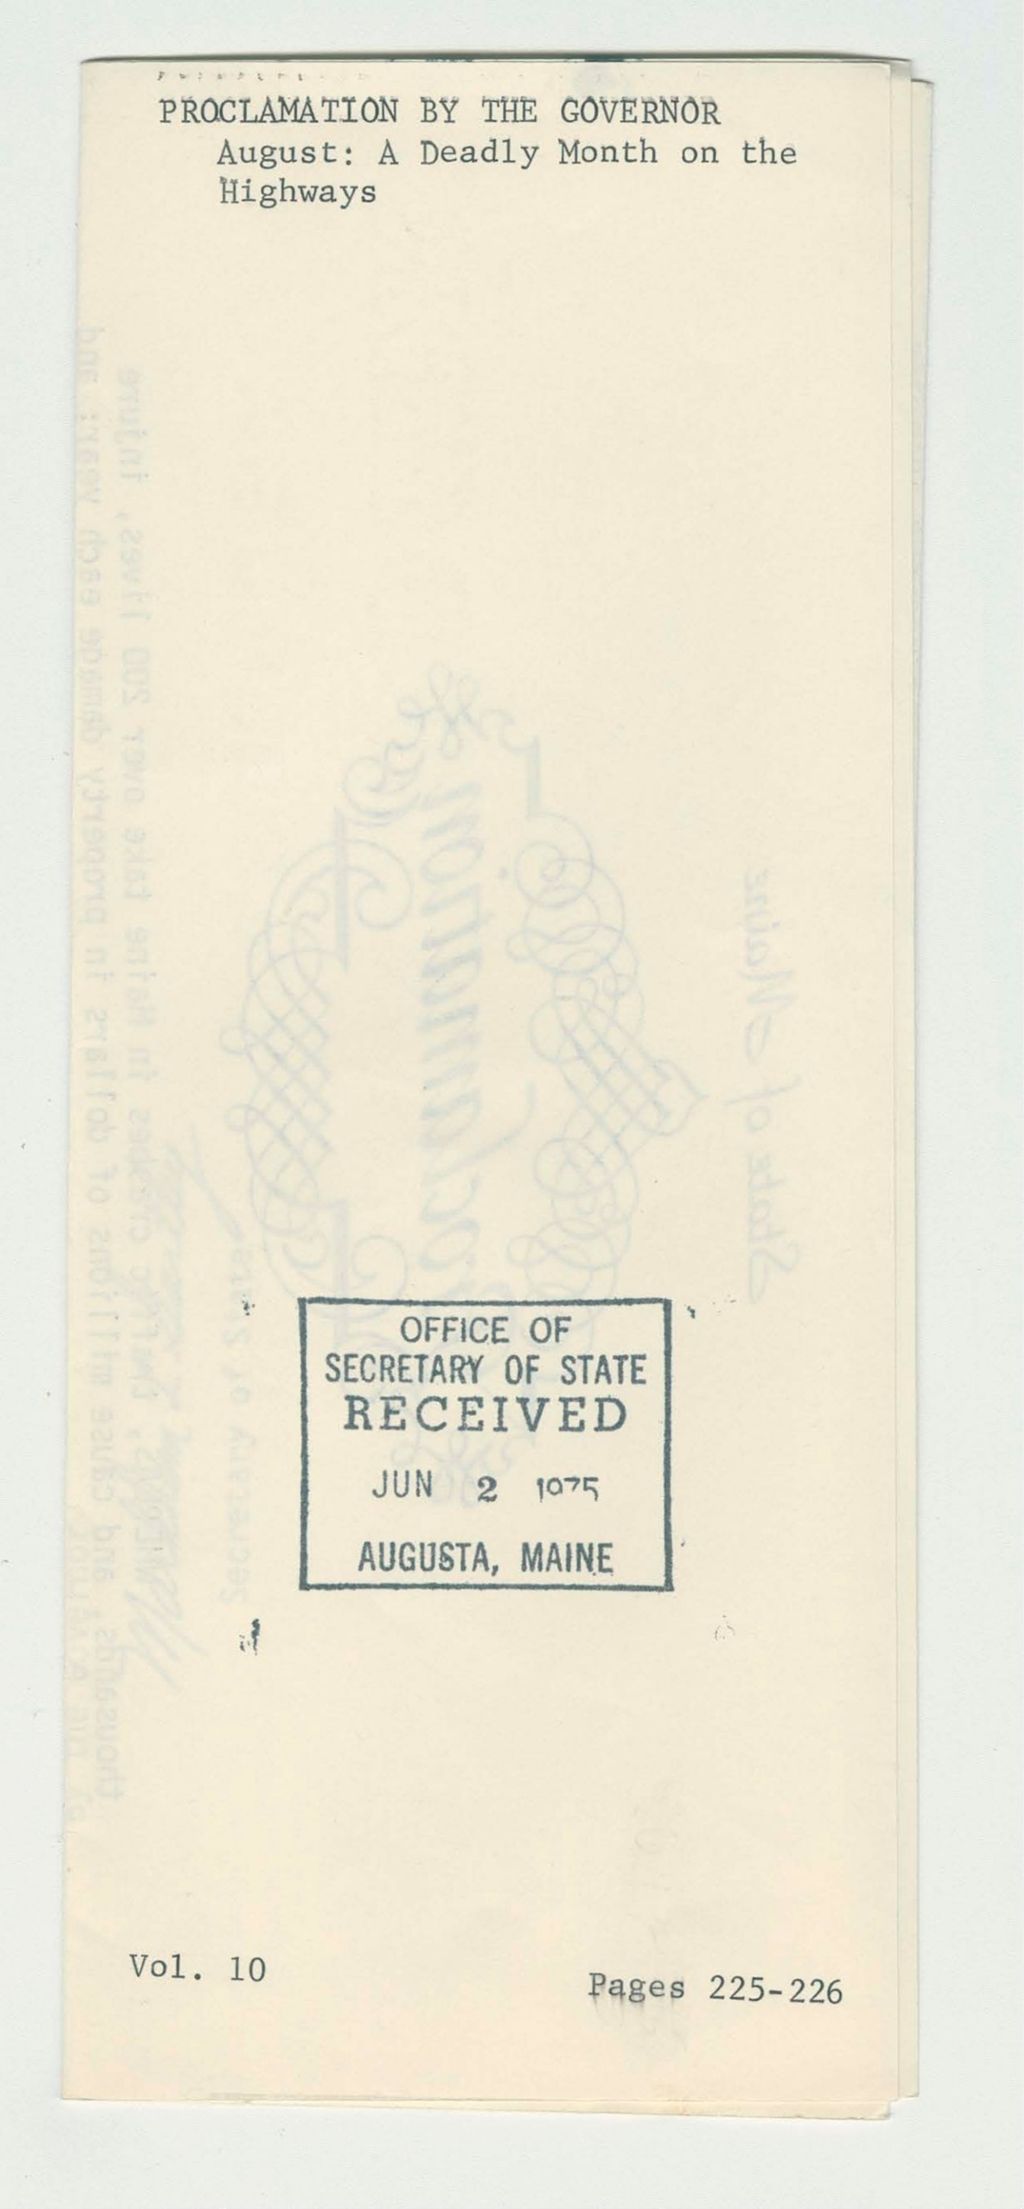 PROCLAMATION BY THE GOVERNOR
August: A Deadly Month on the
Highways
OFFICE OF
SECRETARY OF STATE
RECEIVED
JUN 2 1975
AUGUSTA, MAINE
Vol. 10
Pages 225-226